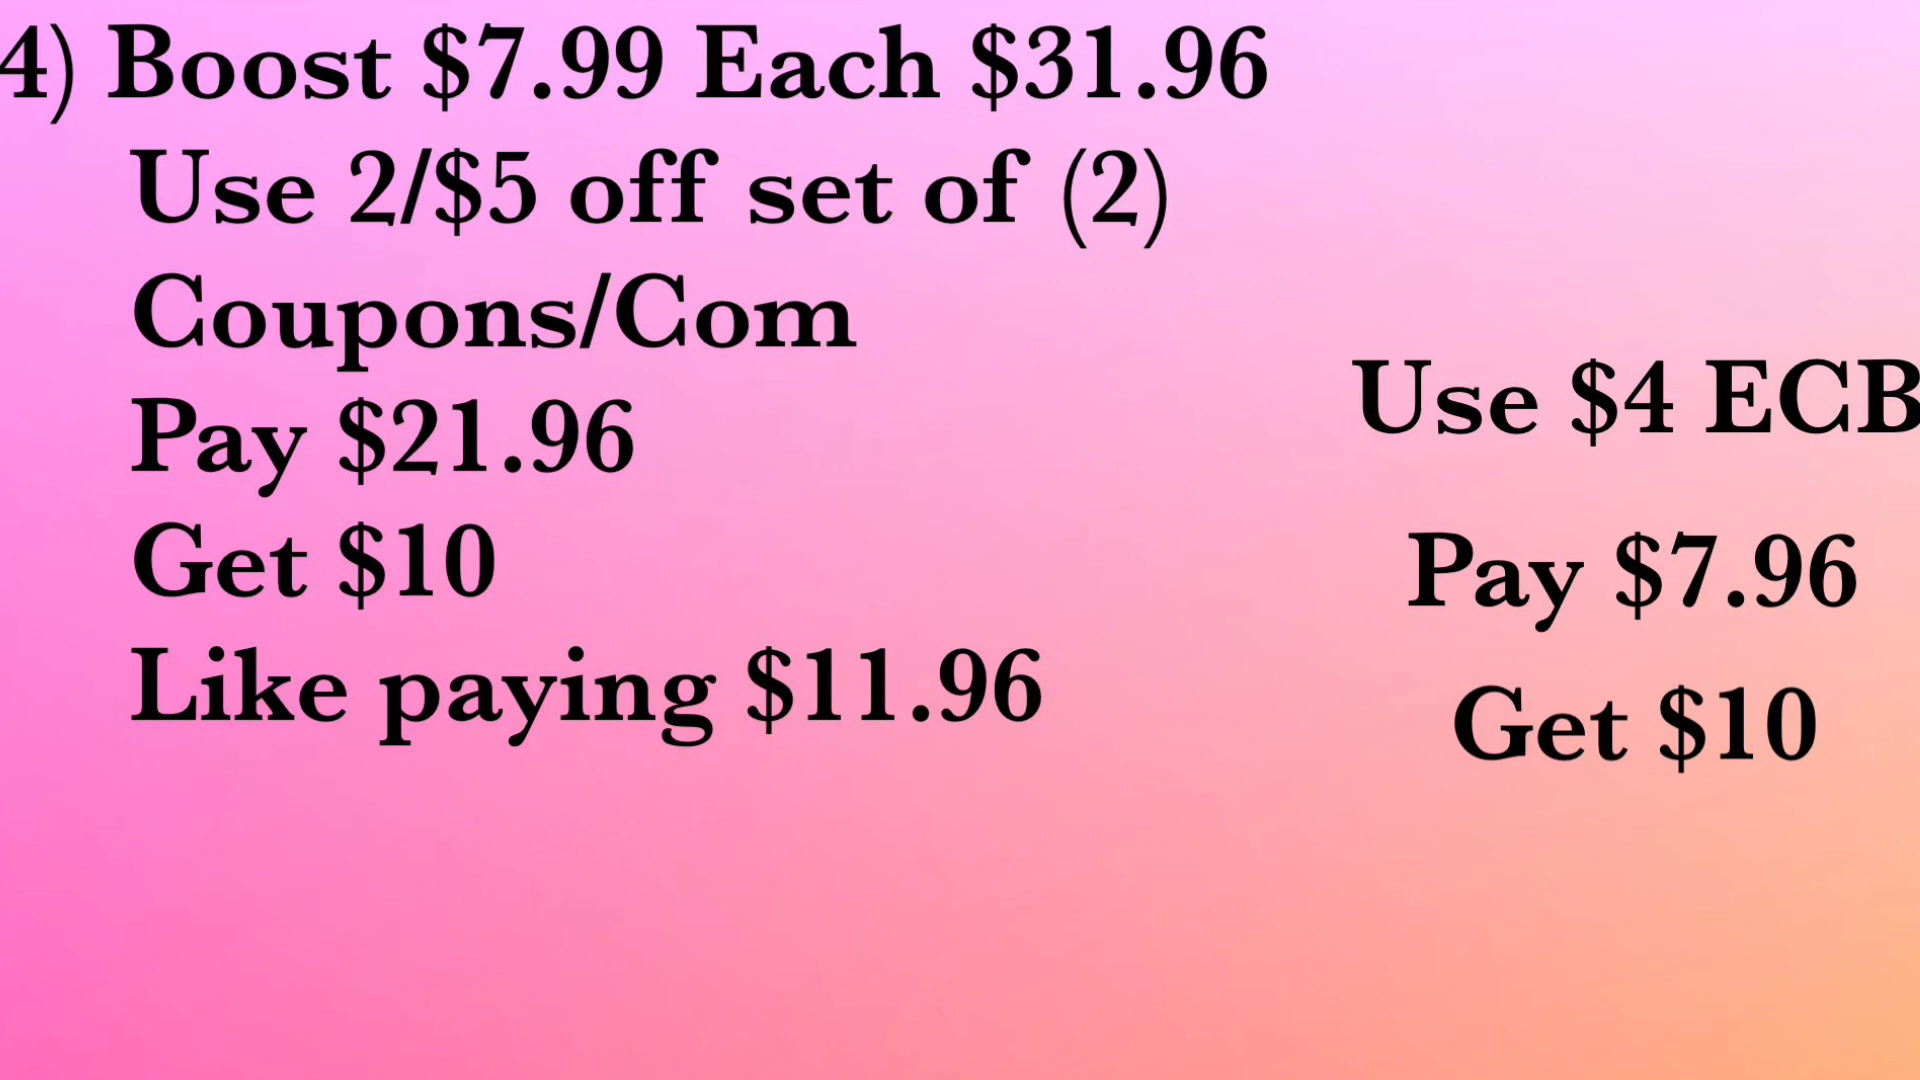 4) Boost $7.99 Each $31.96
Use 2/$5 off set of (2)
Coupons/Com
Pay $21.96
Get $10
Like paying $11.96
Use $4 ECB
Pay $7.96
Get $10